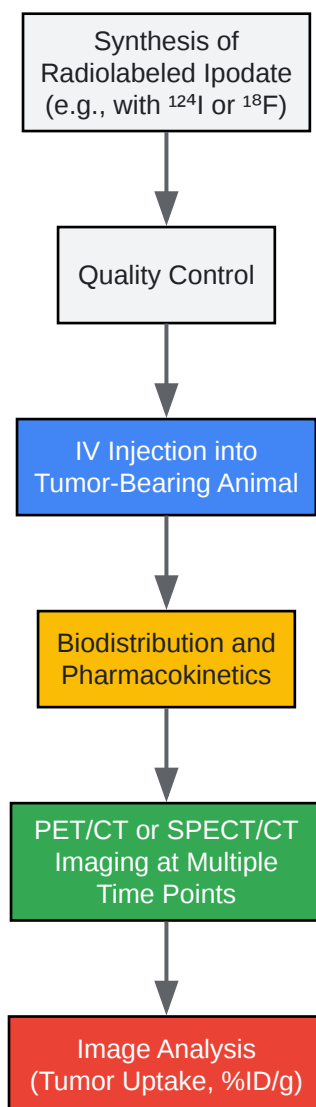 Synthesis of
Radiolabeled Ipodate
(e.g., with ¹²⁴I or ¹⁸F)
Quality Control
IV Injection into
Tumor-Bearing Animal
Biodistribution and
Pharmacokinetics
PET/CT or SPECT/CT
Imaging at Multiple
Time Points
Image Analysis
(Tumor Uptake, %ID/g)